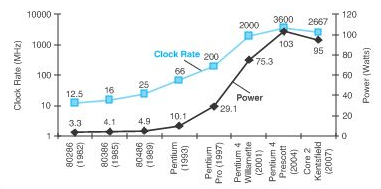 10000
1000
100
10
1
Clock Rate (MHz)
120
100
80
60
40
20
0
Power (Watts)
Clock Rate
Power
12.5
16
25
66
200
2000
3600
2667
3.3
4.1
4.9
10.1
29.1
75.3
103
95
80286
(1982)
80386
(1985)
80486
(1989)
Pentium
(1993)
Pentium
Pro (1997)
Pentium 4
Willamette
(2001)
Pentium 4
Prescott
(2004)
Core 2
Kentsfield
(2007)